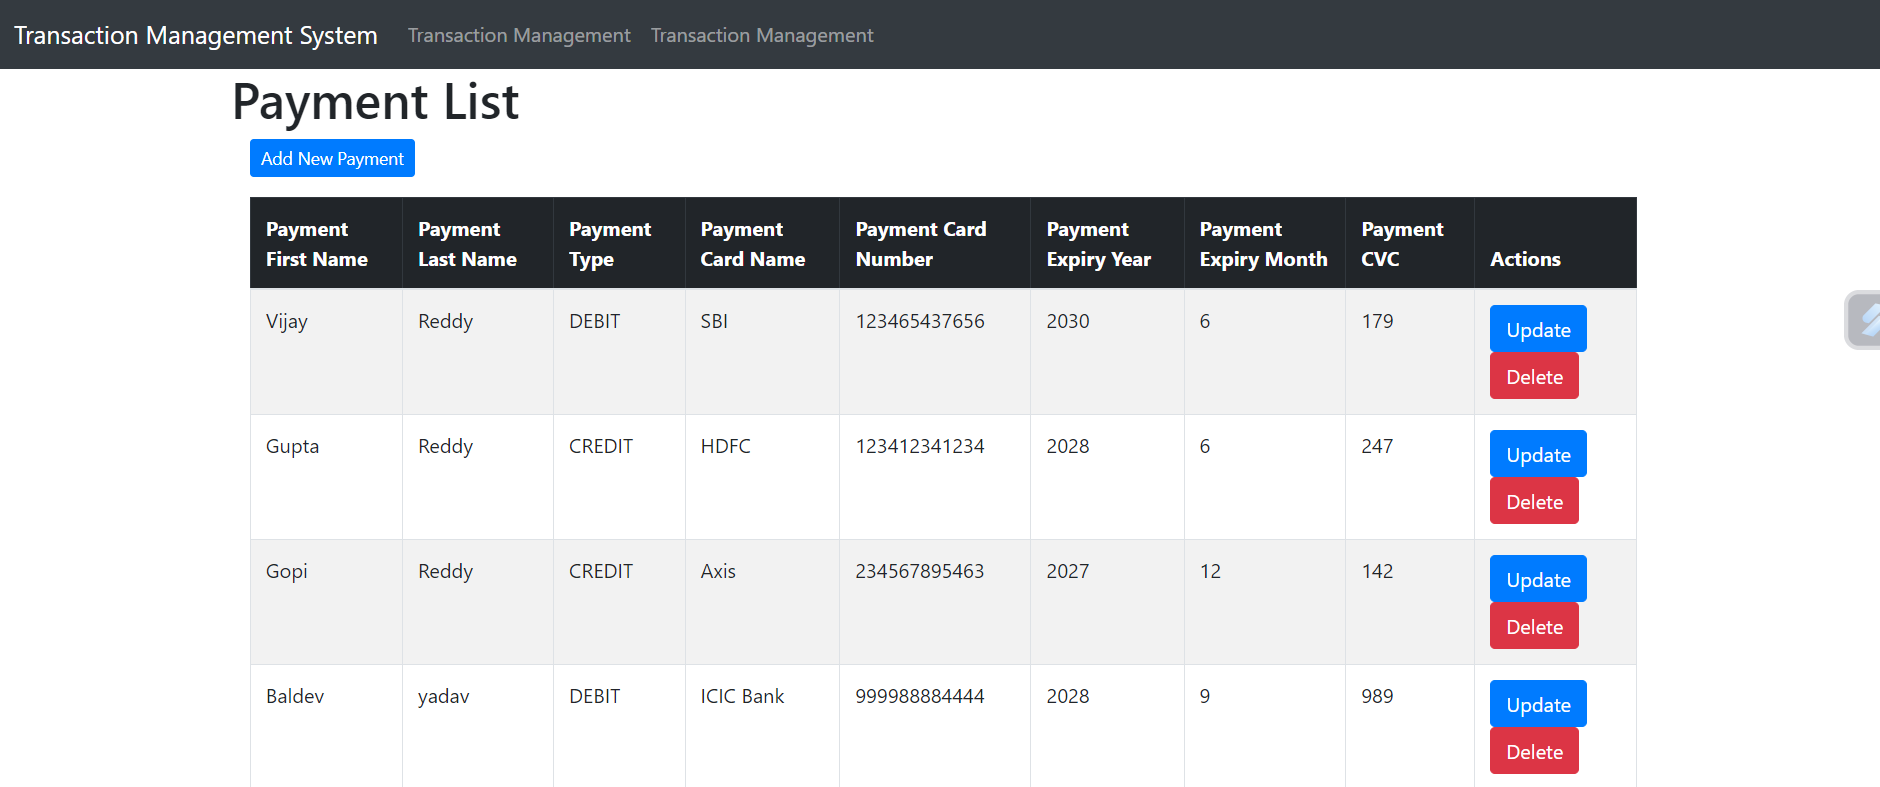 Transaction Management System Transaction Management Transaction Management
Payment List
Add New Payment
Payment First Name Payment Last Name Payment Type Payment Card Name Payment Card Number Payment Expiry Year Payment Expiry Month Payment CVC Actions
Vijay Reddy DEBIT SBI 123465437656 2030 6 179 Update
Delete
Gupta Reddy CREDIT HDFC 123412341234 2028 6 247 Update
Delete
Gopi Reddy CREDIT Axis 234567895463 2027 12 142 Update
Delete
Baldev yadav DEBIT ICIC Bank 999988884444 2028 9 989 Update
Delete